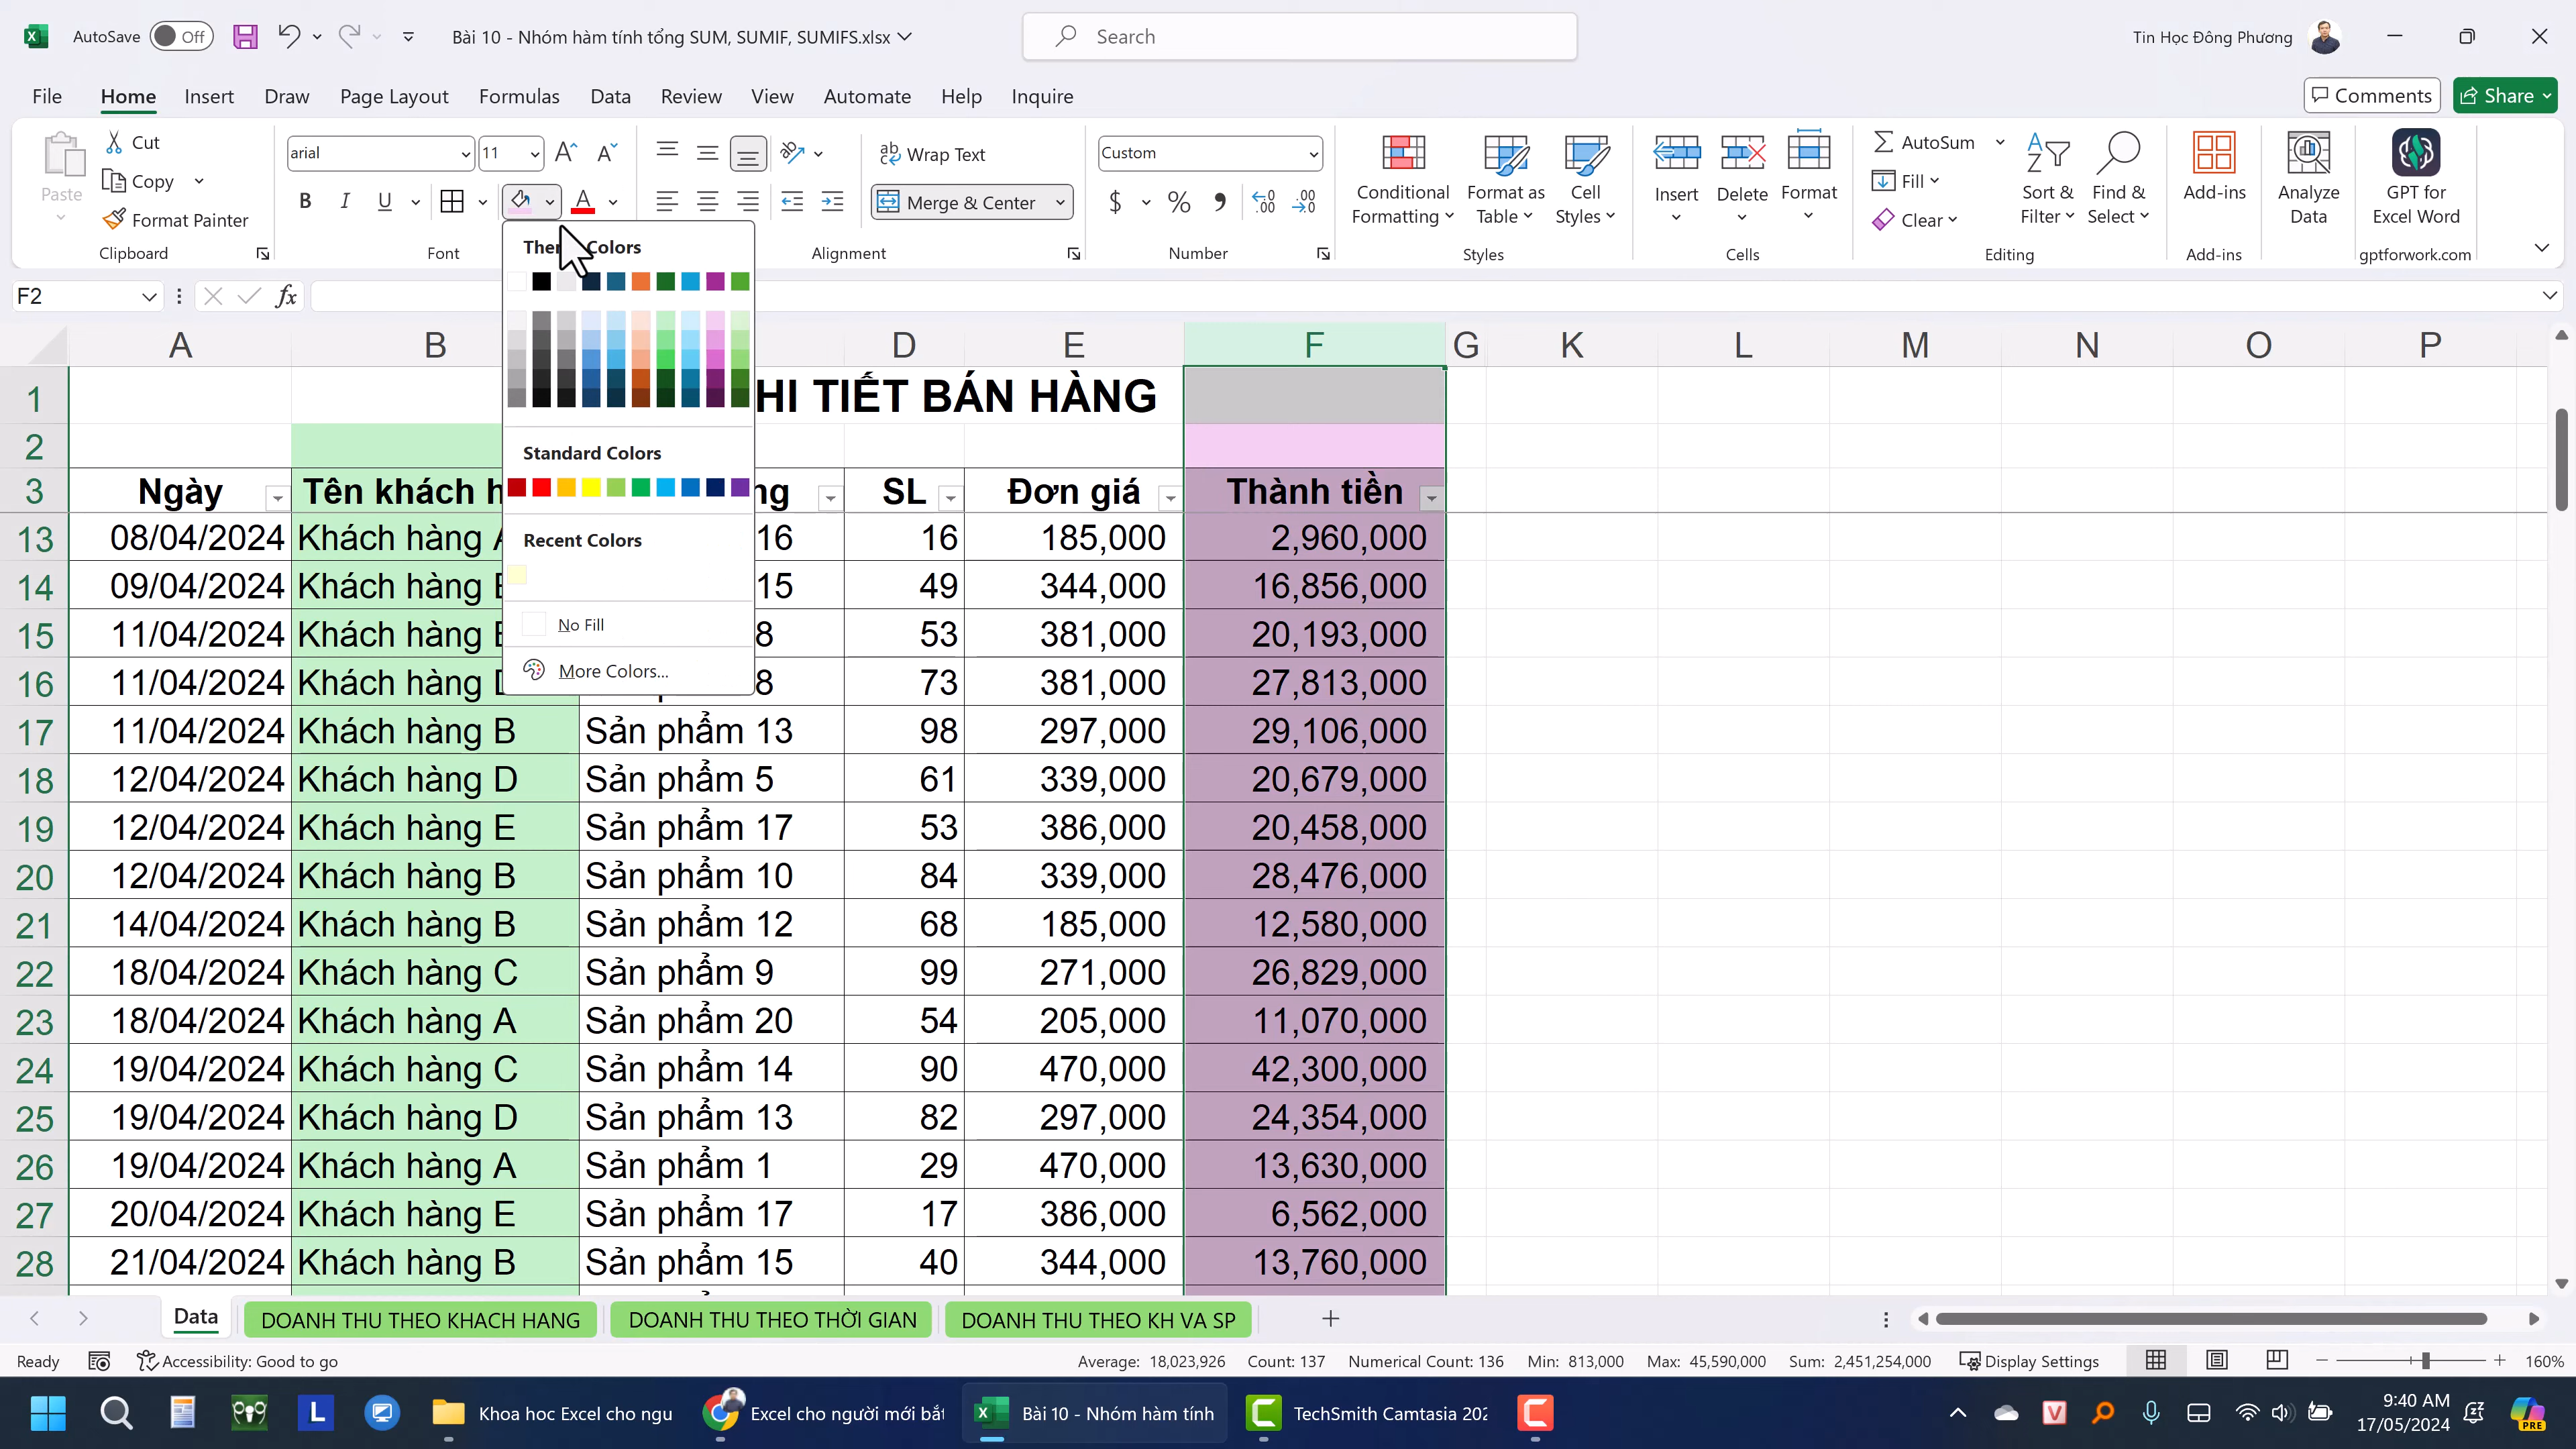 AutoSave Off Bài 10 - Nhóm hàm tính tổng SUM, SUMIF, SUMIFS.xlsx Search Tin Học Đông Phương
File Home Insert Draw Page Layout Formulas Data Review View Automate Help Inquire Comments Share
Paste Cut Copy Format Painter Clipboard
arial 11 B I U A Font
Wrap Text Merge & Center Alignment
Custom $ % Number
Conditional Formatting Format as Table Cell Styles Styles
Insert Delete Format Cells
AutoSum Fill Clear Sort & Filter Find & Select Editing
Add-ins Add-ins
Analyze Data
GPT for Excel Word gptforwork.com
F2 fx
Colors
Standard Colors
Recent Colors
No Fill
More Colors...
A B D E F G K L M N O P
1 HI TIẾT BÁN HÀNG
2
3 Ngày Tên khách h ng SL Đơn giá Thành tiền
13 08/04/2024 Khách hàng 16 16 185,000 2,960,000
14 09/04/2024 Khách hàng 15 49 344,000 16,856,000
15 11/04/2024 Khách hàng 8 53 381,000 20,193,000
16 11/04/2024 Khách hàng 8 73 381,000 27,813,000
17 11/04/2024 Khách hàng B Sản phẩm 13 98 297,000 29,106,000
18 12/04/2024 Khách hàng D Sản phẩm 5 61 339,000 20,679,000
19 12/04/2024 Khách hàng E Sản phẩm 17 53 386,000 20,458,000
20 12/04/2024 Khách hàng B Sản phẩm 10 84 339,000 28,476,000
21 14/04/2024 Khách hàng B Sản phẩm 12 68 185,000 12,580,000
22 18/04/2024 Khách hàng C Sản phẩm 9 99 271,000 26,829,000
23 18/04/2024 Khách hàng A Sản phẩm 20 54 205,000 11,070,000
24 19/04/2024 Khách hàng C Sản phẩm 14 90 470,000 42,300,000
25 19/04/2024 Khách hàng D Sản phẩm 13 82 297,000 24,354,000
26 19/04/2024 Khách hàng A Sản phẩm 1 29 470,000 13,630,000
27 20/04/2024 Khách hàng E Sản phẩm 17 17 386,000 6,562,000
28 21/04/2024 Khách hàng B Sản phẩm 15 40 344,000 13,760,000
Data DOANH THU THEO KHACH HANG DOANH THU THEO THỜI GIAN DOANH THU THEO KH VA SP
Ready Accessibility: Good to go Average: 18,023,926 Count: 137 Numerical Count: 136 Min: 813,000 Max: 45,590,000 Sum: 2,451,254,000 Display Settings 160%
Khoa hoc Excel cho ngu Excel cho người mới bắt Bài 10 - Nhóm hàm tính TechSmith Camtasia 202 9:40 AM
17/05/2024
PRE